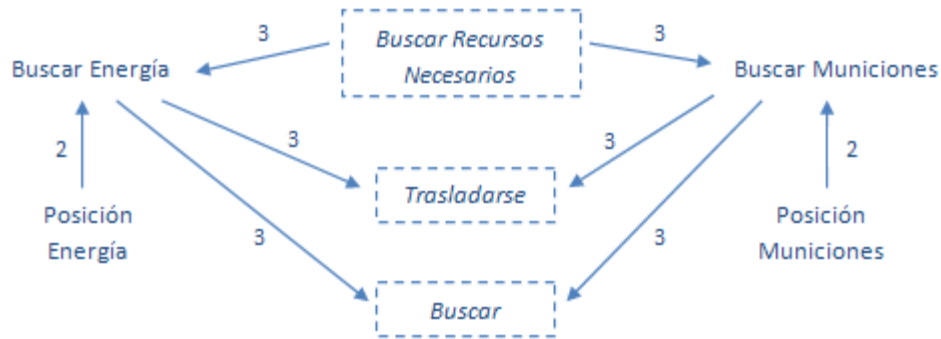 3
Buscar Recursos
Necesarios
3
Buscar Energía
Buscar Municiones
3
3
2
2
Trasladarse
Posición
Energía
3
3
Posición
Municiones
Buscar